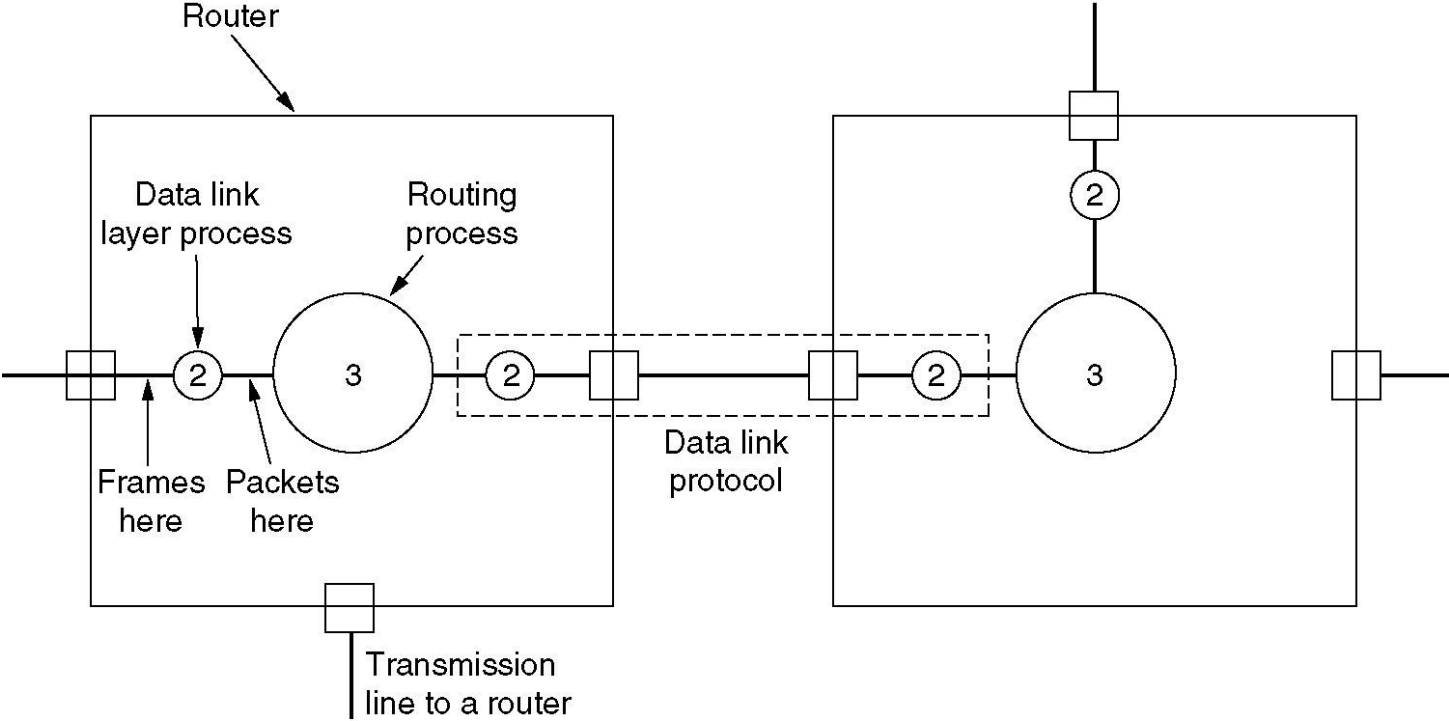 Router
Data link
layer process
Routing
process
2
2
3
2
2
3
Frames
here
Packets
here
Data link
protocol
Transmission
line to a router